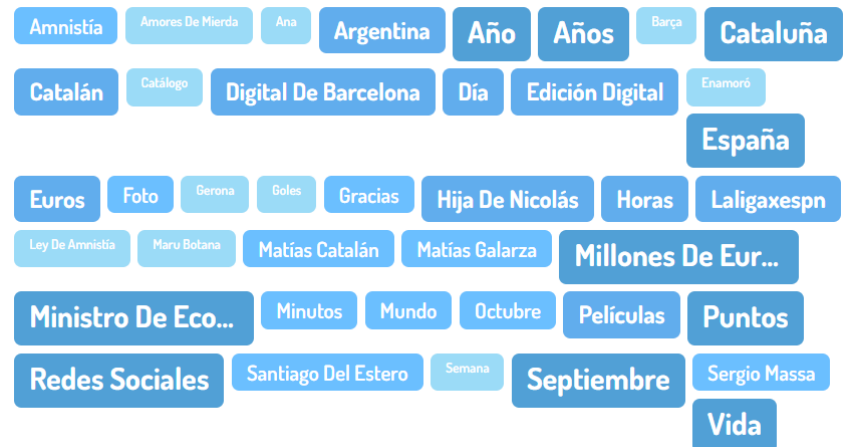 Amnistía Amores De Mierda Ana Argentina Año Años Barça Cataluña
Catalán Catálogo Digital De Barcelona Día Edición Digital Enamoró
España
Euros Foto Gerona Goles Gracias Hija De Nicolás Horas Laligaxespn
Ley De Amnistía Maru Botana Matías Catalán Matías Galarza Millones De Eur...
Ministro De Eco... Minutos Mundo Octubre Películas Puntos
Redes Sociales Santiago Del Estero Semana Septiembre Sergio Massa
Vida